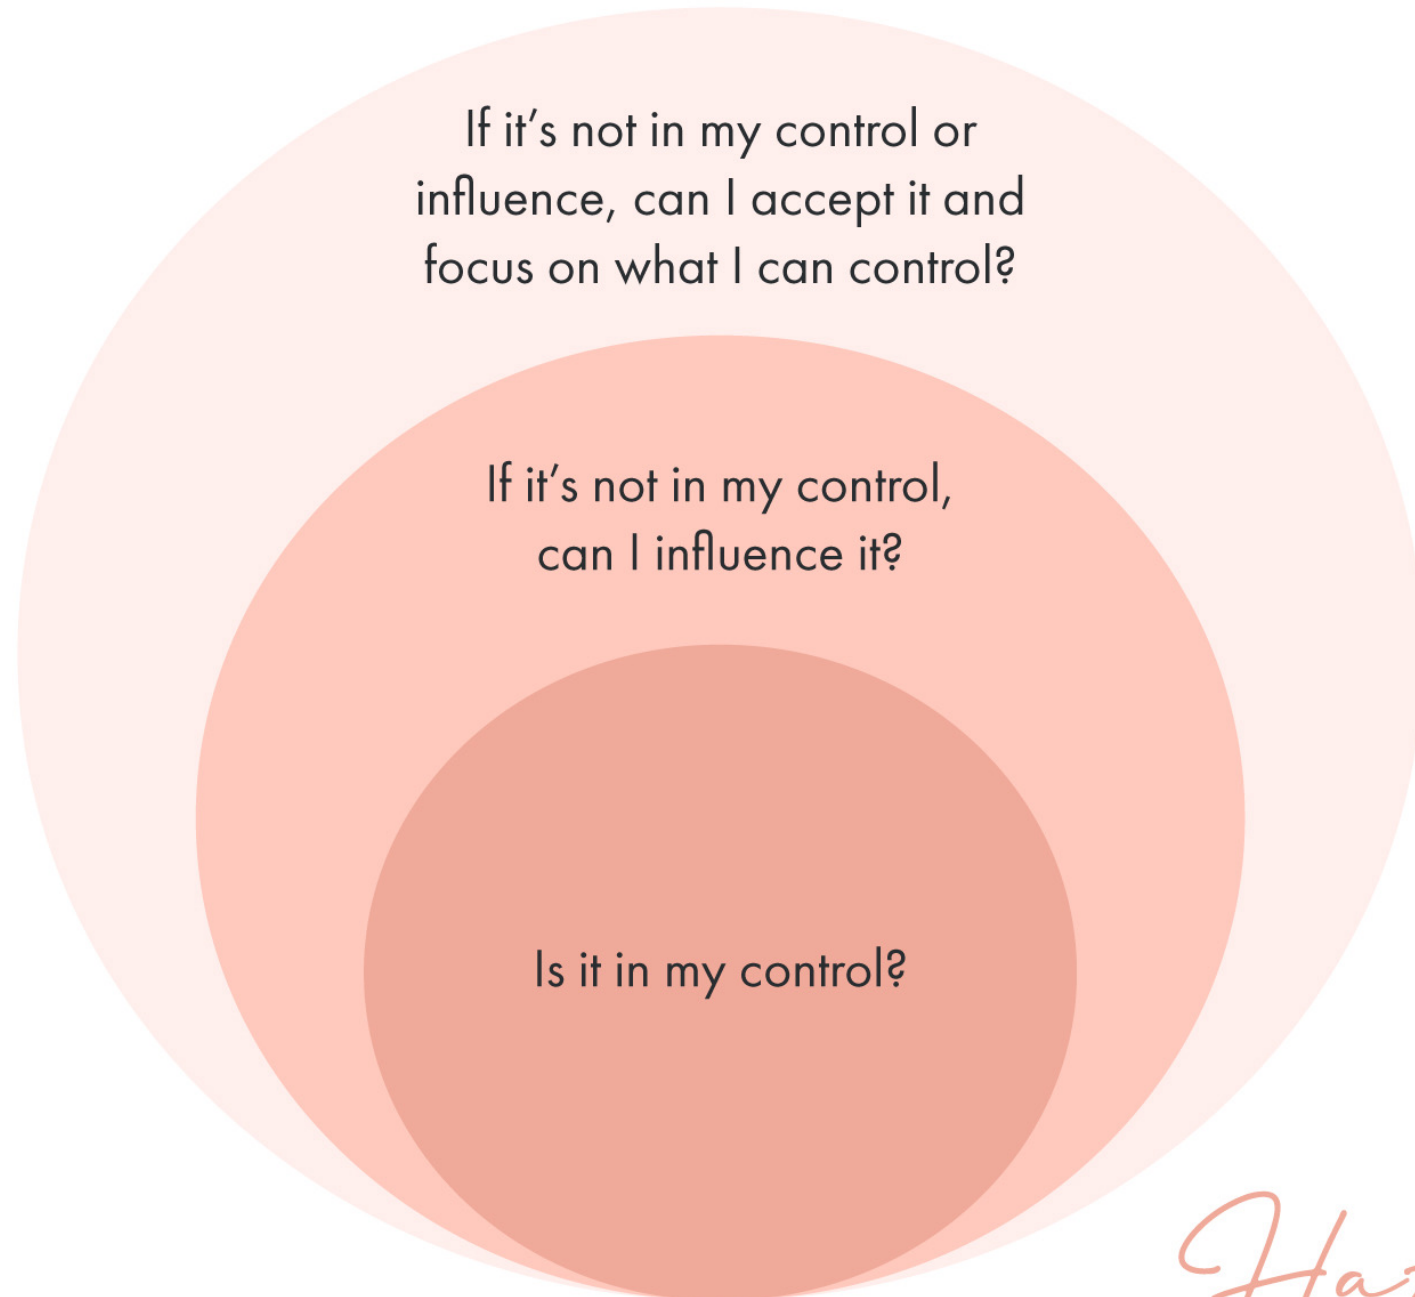 If it’s not in my control or
influence, can I accept it and
focus on what I can control?
If it’s not in my control,
can I influence it?
Is it in my control?